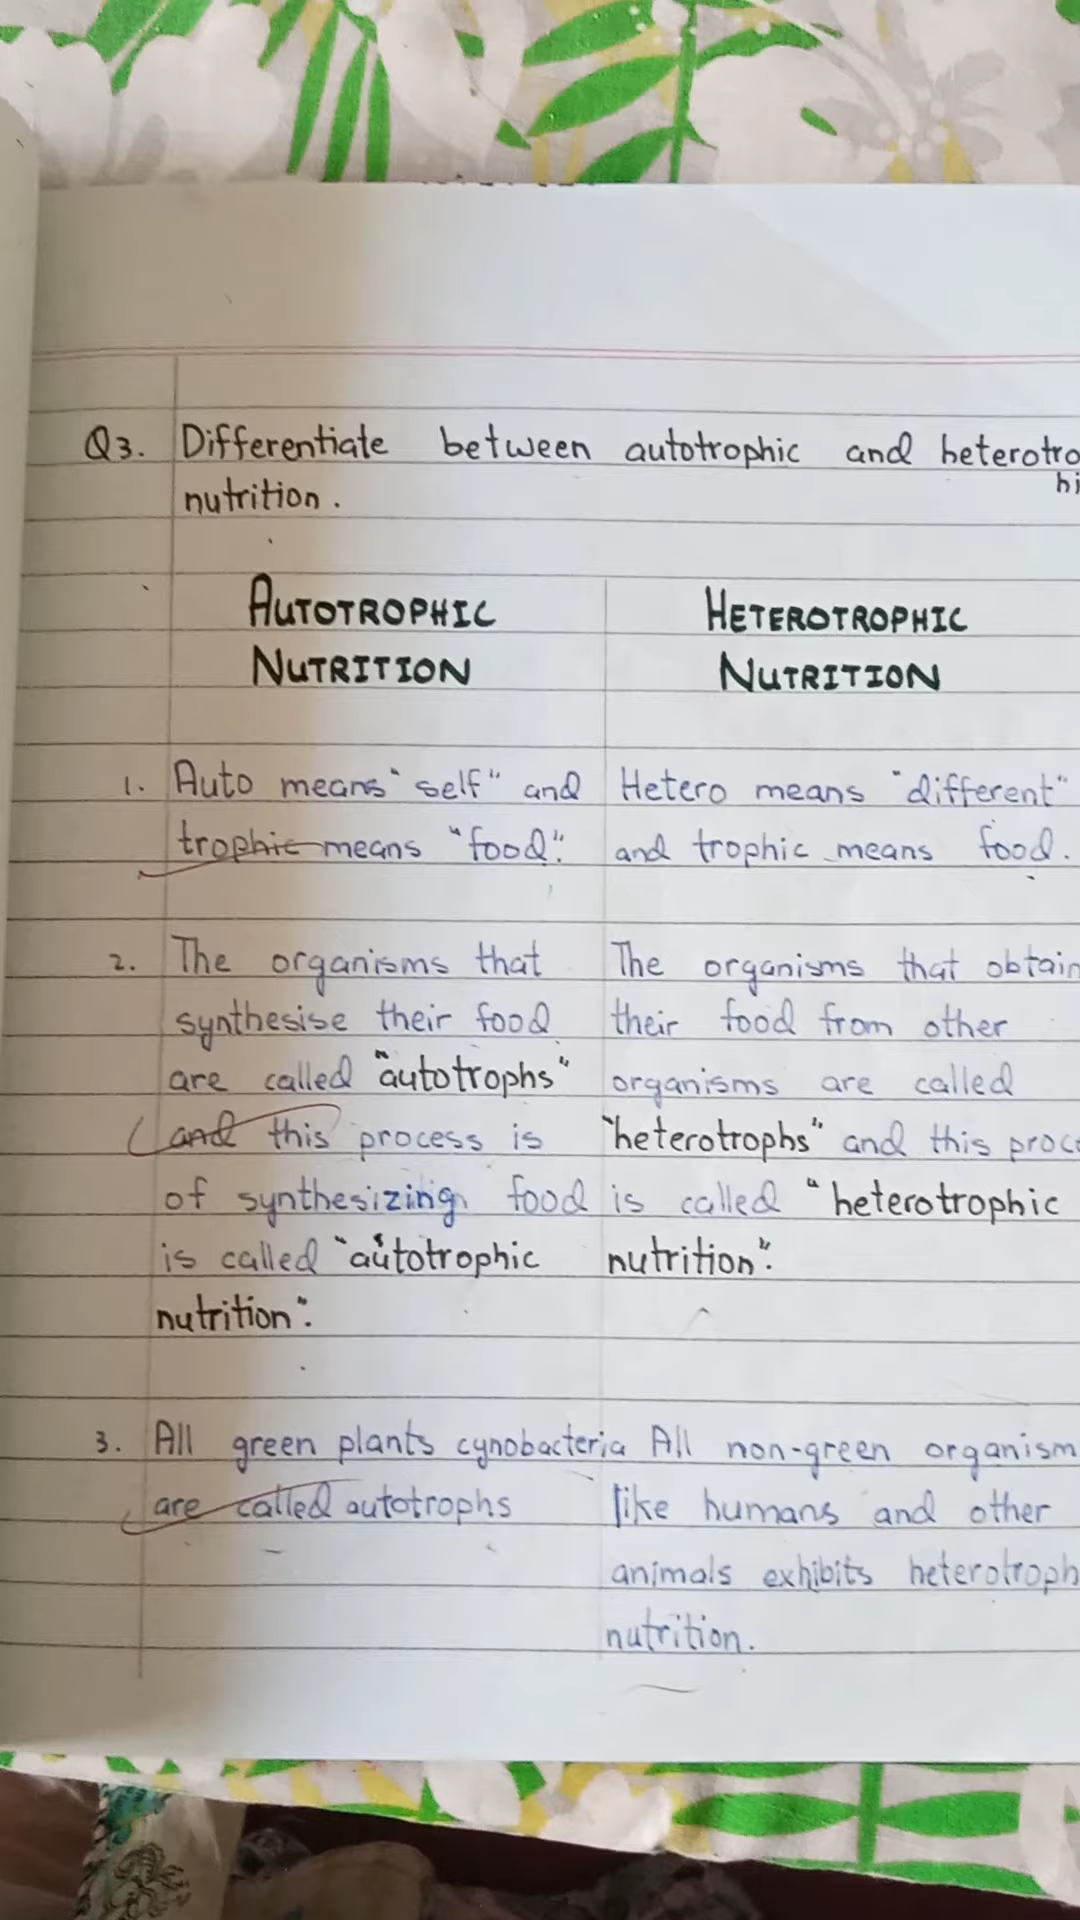 Q3. Differentiate between autotrophic and heterotro
hi
nutrition.
AUTOTROPHIC
NUTRITION
HETEROTROPHIC
NUTRITION
1. Auto means "self" and
trophic means "food".
Hetero means "different"
and trophic means food.
2. The organisms that
synthesise their food
are called "autotrophs"
and this process is
of synthesizing food
is called "autotrophic
nutrition".
The organisms that obtain
their food from other
organisms are called
"heterotrophs" and this proce
is called "heterotrophic
nutrition".
3. All green plants cynobacteria
are called autotrophs
All non-green organism
like humans and other
animals exhibits heterotroph
nutrition.